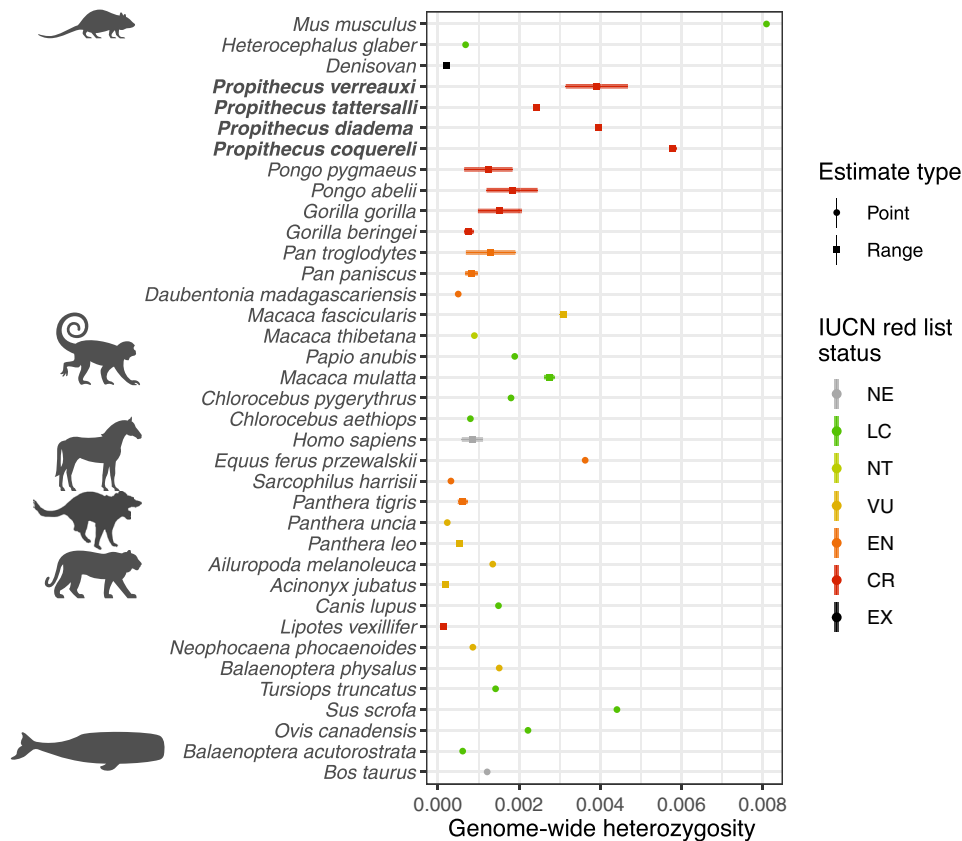 Mus musculus
Heterocephalus glaber
Denisovan
Propithecus verreauxi
Propithecus tattersalli
Propithecus diadema
Propithecus coquereli
Pongo pygmaeus
Pongo abelii
Gorilla gorilla
Gorilla beringei
Pan troglodytes
Pan paniscus
Daubentonia madagascariensis
Macaca fascicularis
Macaca thibetana
Papio anubis
Macaca mulatta
Chlorocebus pygerythrus
Chlorocebus aethiops
Homo sapiens
Equus ferus przewalskii
Sarcophilus harrisii
Panthera tigris
Panthera uncia
Panthera leo
Ailuropoda melanoleuca
Acinonyx jubatus
Canis lupus
Lipotes vexillifer
Neophocaena phocaenoides
Balaenoptera physalus
Tursiops truncatus
Sus scrofa
Ovis canadensis
Balaenoptera acutorostrata
Bos taurus
0.000 0.002 0.004 0.006 0.008
Genome-wide heterozygosity
Estimate type
Point
Range
IUCN red list
status
NE
LC
NT
VU
EN
CR
EX